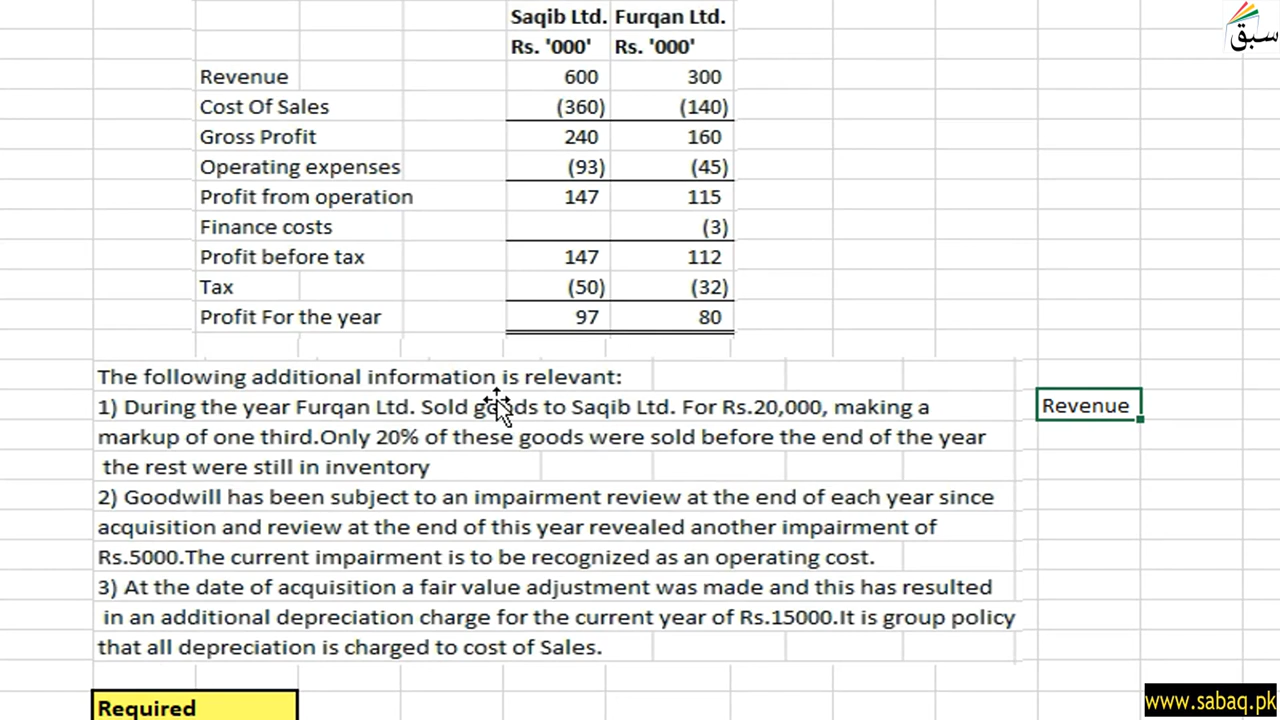 Saqib Ltd. Furqan Ltd.
Rs. '000' Rs. '000'
Revenue 600 300
Cost Of Sales (360) (140)
Gross Profit 240 160
Operating expenses (93) (45)
Profit from operation 147 115
Finance costs (3)
Profit before tax 147 112
Tax (50) (32)
Profit For the year 97 80
The following additional information is relevant:
1) During the year Furqan Ltd. Sold goods to Saqib Ltd. For Rs.20,000, making a
markup of one third.Only 20% of these goods were sold before the end of the year
the rest were still in inventory
2) Goodwill has been subject to an impairment review at the end of each year since
acquisition and review at the end of this year revealed another impairment of
Rs.5000.The current impairment is to be recognized as an operating cost.
3) At the date of acquisition a fair value adjustment was made and this has resulted
in an additional depreciation charge for the current year of Rs.15000.It is group policy
that all depreciation is charged to cost of Sales.
Required
Revenue
سبق
www.sabaq.pk